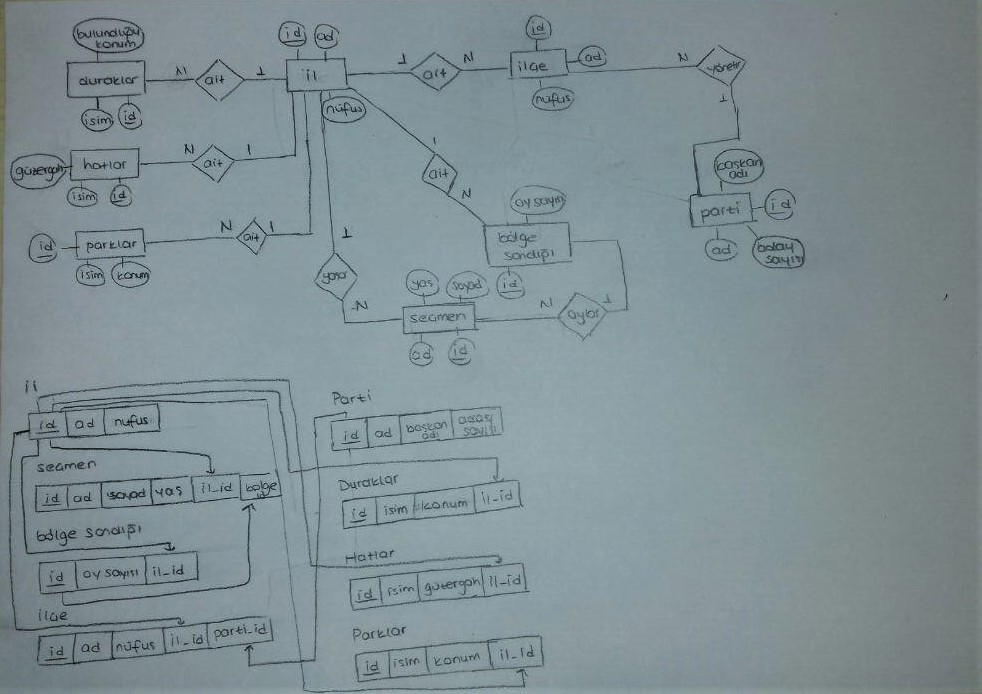 bulunduğu konum
duraklar
isim
id
N
ait
1
id
ad
il
nüfus
1
ait
N
id
ilçe
ad
nüfus
N
yönetir
1
güzergah
hatlar
isim
id
N
ait
1
id
parklar
isim
konum
N
ait
1
1
ait
N
oy sayısı
bölge sandığı
id
1
yaşar
N
yaş
soyad
seçmen
ad
id
N
oylar
1
başkan adı
parti
id
ad
aday sayısı
il
id ad nüfus
seçmen
id ad soyad yaş il_id bölge id
bölge sandığı
id oy sayısı il_id
ilçe
id ad nüfus il_id parti_id
Parti
id ad başkan adı aday sayısı
Duraklar
id isim konum il_id
Hatlar
id isim güzergah il_id
Parklar
id isim konum il_id